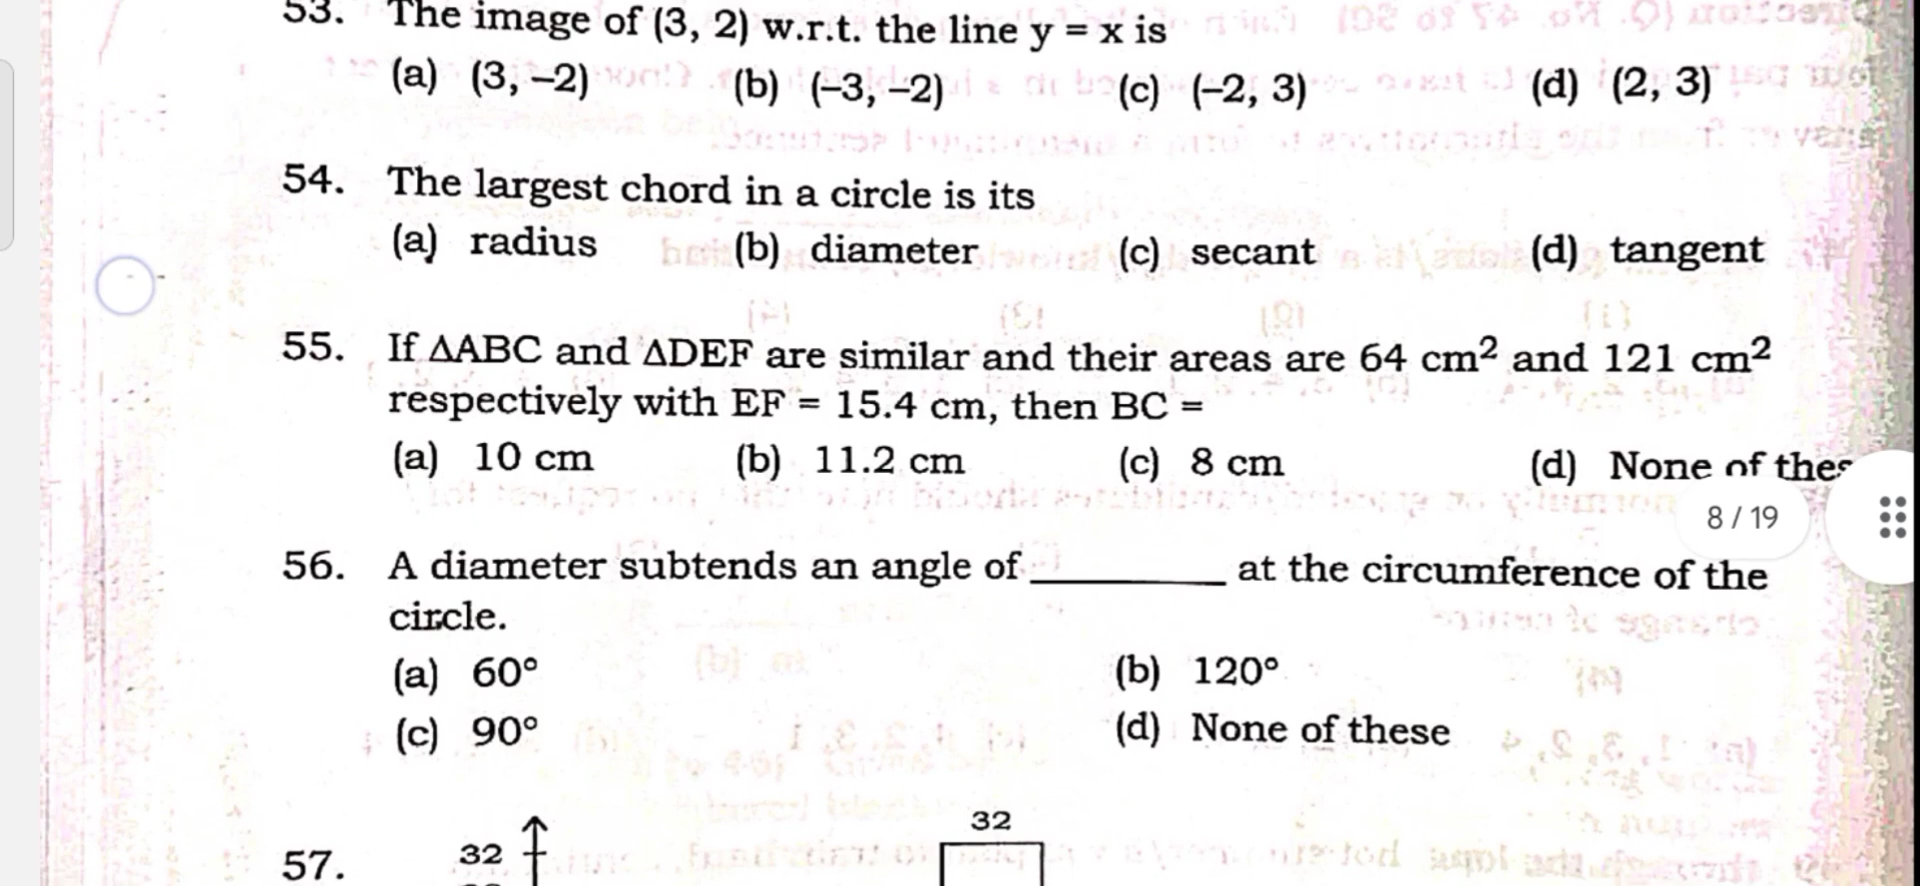 53. The image of (3, 2) w.r.t. the line y = x is
(a) (3, –2) (b) (–3, –2) (c) (–2, 3) (d) (2, 3)
54. The largest chord in a circle is its
(a) radius (b) diameter (c) secant (d) tangent
55. If ΔABC and ΔDEF are similar and their areas are 64 cm² and 121 cm²
respectively with EF = 15.4 cm, then BC =
(a) 10 cm (b) 11.2 cm (c) 8 cm (d) None of thes
8 / 19
56. A diameter subtends an angle of ________ at the circumference of the
circle.
(a) 60° (b) 120°
(c) 90° (d) None of these
57. 32 32